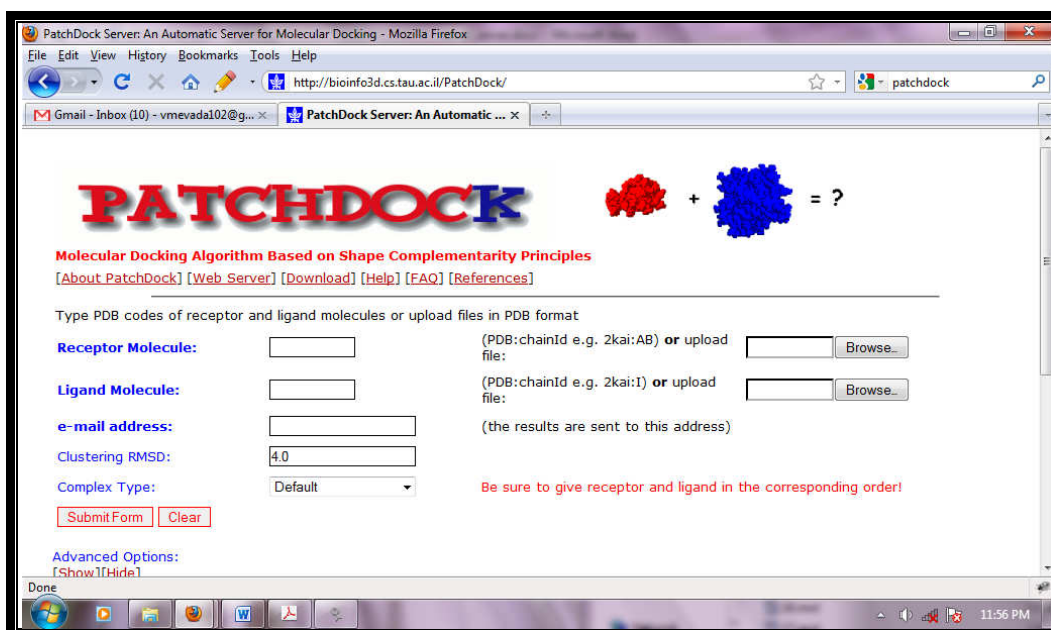 PatchDock Server: An Automatic Server for Molecular Docking - Mozilla Firefox
File Edit View History Bookmarks Tools Help
http://bioinfo3d.cs.tau.ac.il/PatchDock/ patchdock
Gmail - Inbox (10) - vmevada102@g... PatchDock Server: An Automatic ...
PATCHDOCK + = ?
Molecular Docking Algorithm Based on Shape Complementarity Principles
[About PatchDock] [Web Server] [Download] [Help] [FAQ] [References]
Type PDB codes of receptor and ligand molecules or upload files in PDB format
Receptor Molecule: (PDB:chainId e.g. 2kai:AB) or upload file: Browse..
Ligand Molecule: (PDB:chainId e.g. 2kai:I) or upload file: Browse..
e-mail address: (the results are sent to this address)
Clustering RMSD: 4.0
Complex Type: Default Be sure to give receptor and ligand in the corresponding order!
Submit Form Clear
Advanced Options:
[Show][Hide]
Done
11:56 PM